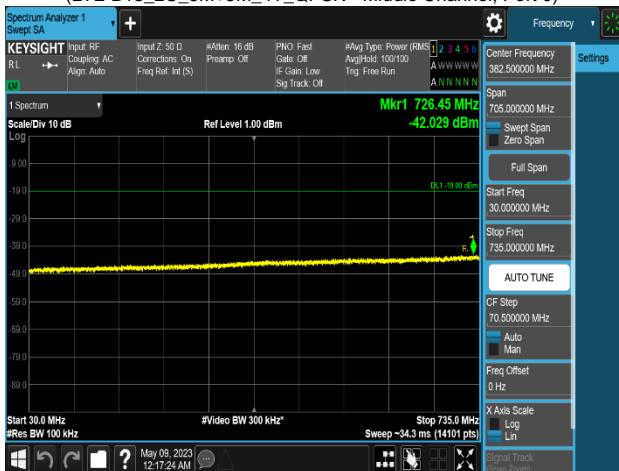 Spectrum Analyzer 1
Swept SA
+
Frequency
KEYSIGHT
RL
Input: RF
Coupling: AC
Align: Auto
Input Z: 50 Ω
Corrections: On
Freq Ref: Int (S)
#Atten: 16 dB
Preamp: Off
PNO: Fast
Gate: Off
IF Gain: Low
Sig Track: Off
#Avg Type: Power (RMS
Avg|Hold: 100/100
Trig: Free Run
1 2 3 4 5 6
A W W W W W
A N N N N N
1 Spectrum
Scale/Div 10 dB
Log
Ref Level 1.00 dBm
Mkr1 726.45 MHz
-42.029 dBm
-9.00
-19.0
DL1 -19.00 dBm
-29.0
-39.0
-49.0
-59.0
-69.0
-79.0
-89.0
Start 30.0 MHz
#Res BW 100 kHz
#Video BW 300 kHz*
Stop 735.0 MHz
Sweep ~34.3 ms (14101 pts)
May 09, 2023
12:17:24 AM
Settings
Center Frequency
382.500000 MHz
Span
705.000000 MHz
Swept Span
Zero Span
Full Span
Start Freq
30.000000 MHz
Stop Freq
735.000000 MHz
AUTO TUNE
CF Step
70.500000 MHz
Auto
Man
Freq Offset
0 Hz
X Axis Scale
Log
Lin
Signal Track
(Span Zoom)